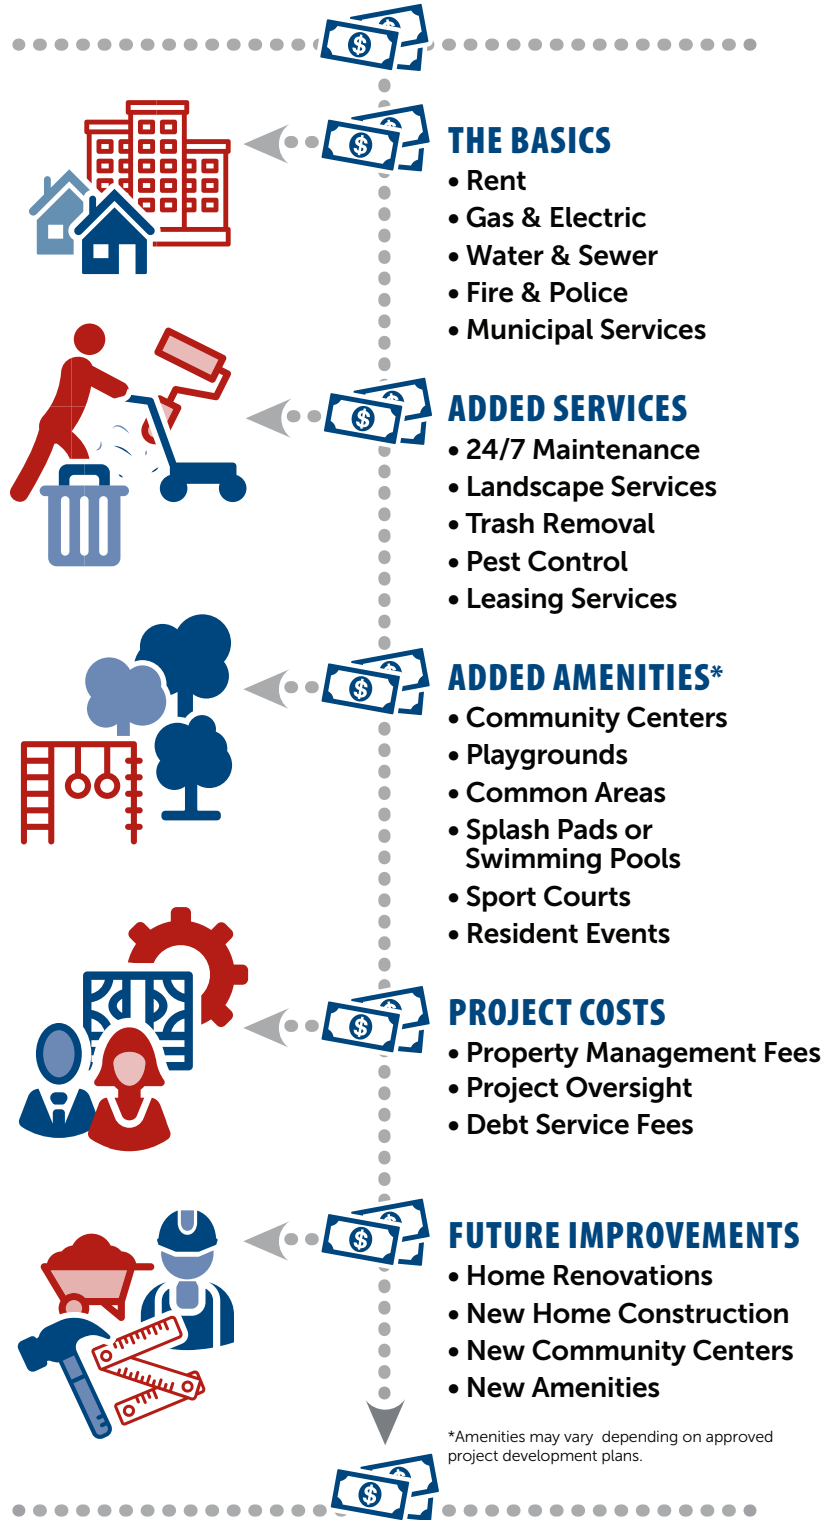 $
$
THE BASICS
• Rent
• Gas & Electric
• Water & Sewer
• Fire & Police
• Municipal Services
$
ADDED SERVICES
• 24/7 Maintenance
• Landscape Services
• Trash Removal
• Pest Control
• Leasing Services
$
ADDED AMENITIES*
• Community Centers
• Playgrounds
• Common Areas
• Splash Pads or
Swimming Pools
• Sport Courts
• Resident Events
$
PROJECT COSTS
• Property Management Fees
• Project Oversight
• Debt Service Fees
$
FUTURE IMPROVEMENTS
• Home Renovations
• New Home Construction
• New Community Centers
• New Amenities
*Amenities may vary depending on approved
project development plans.
$